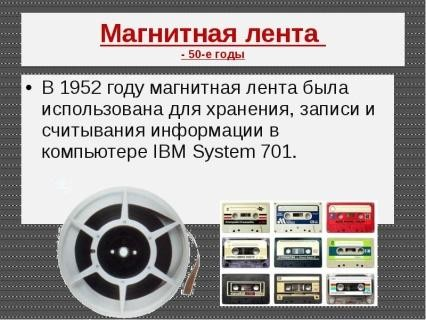 Магнитная лента
- 50-е годы
• В 1952 году магнитная лента была
использована для хранения, записи и
считывания информации в
компьютере IBM System 701.